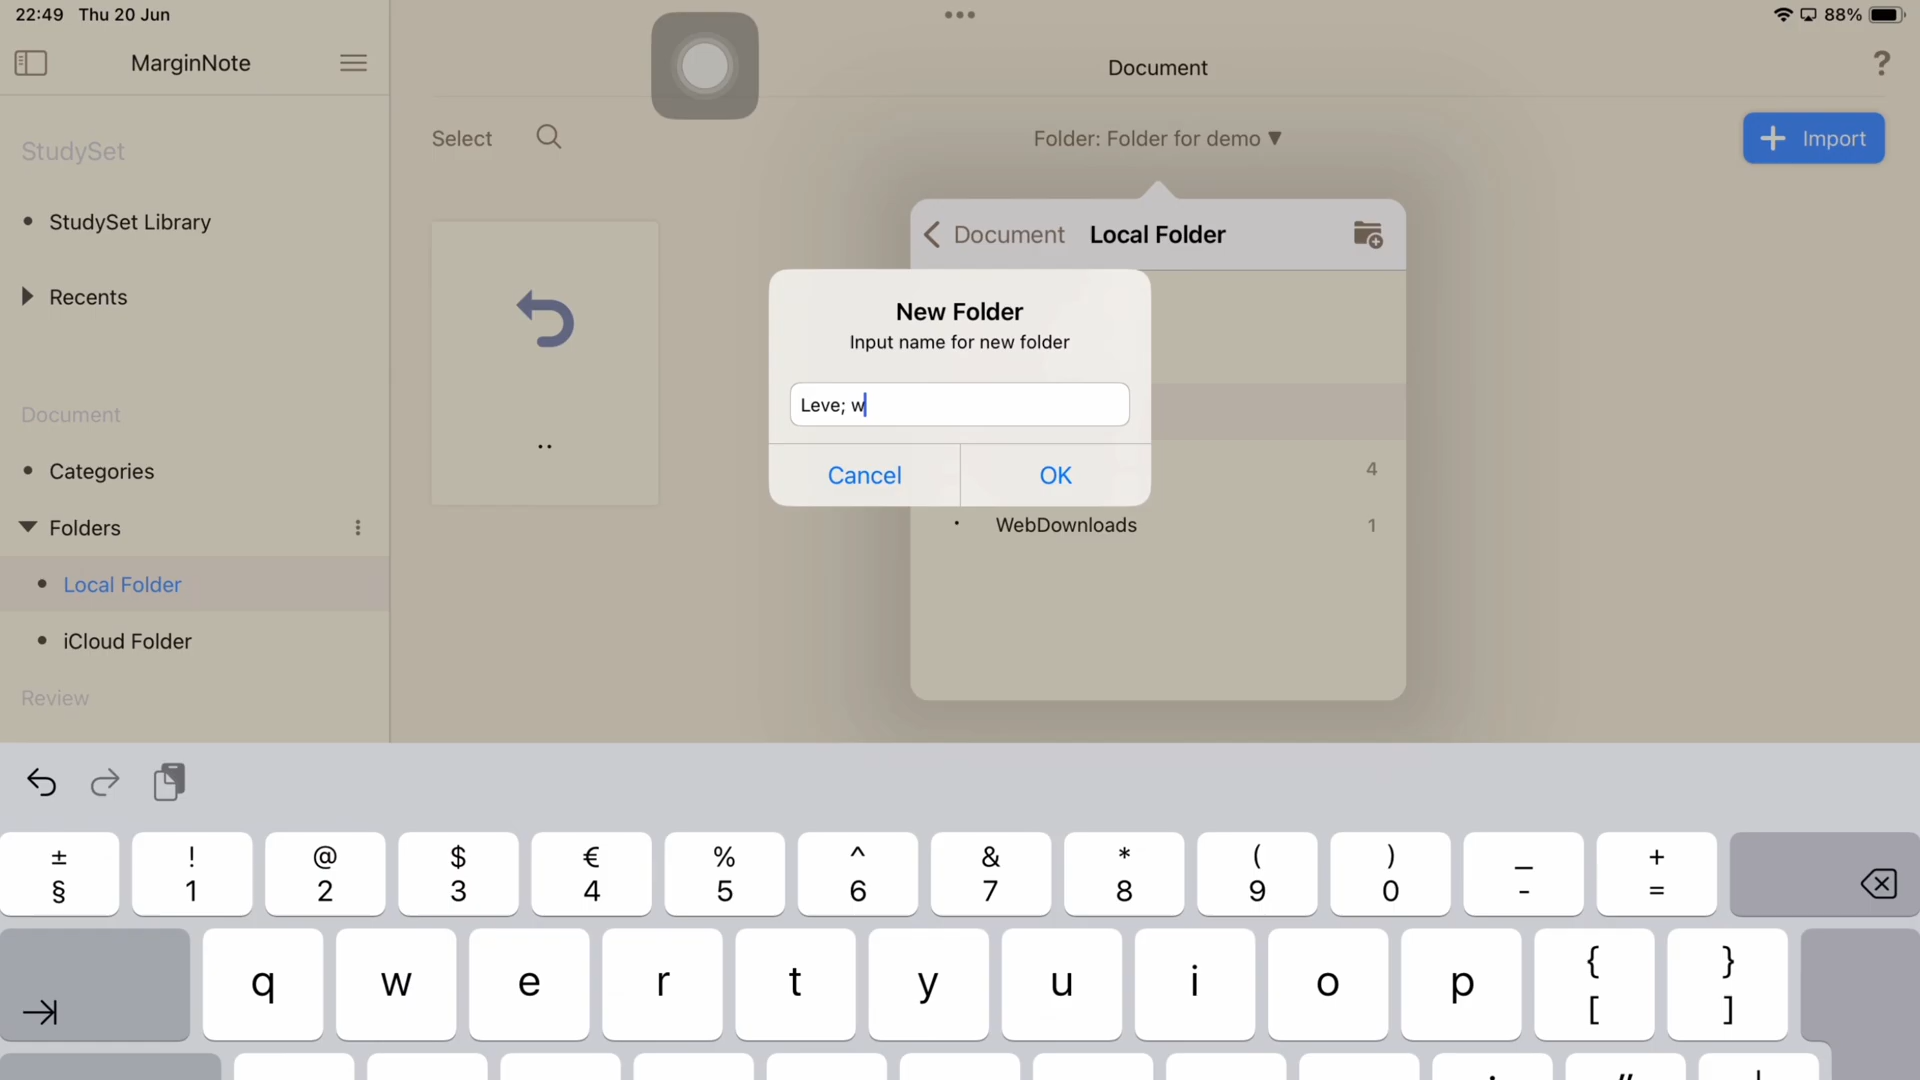 22:49 Thu 20 Jun
88%
MarginNote
Document
?
StudySet
Select
Folder: Folder for demo ▼
+ Import
StudySet Library
Document
Local Folder
Recents
New Folder
Input name for new folder
Leve; w
Cancel
OK
4
WebDownloads
1
Document
Categories
Folders
Local Folder
iCloud Folder
Review
..
± ! @ $ € % ^ & * ( ) _ +
§ 1 2 3 4 5 6 7 8 9 0 - =
q w e r t y u i o p { }
[ ]